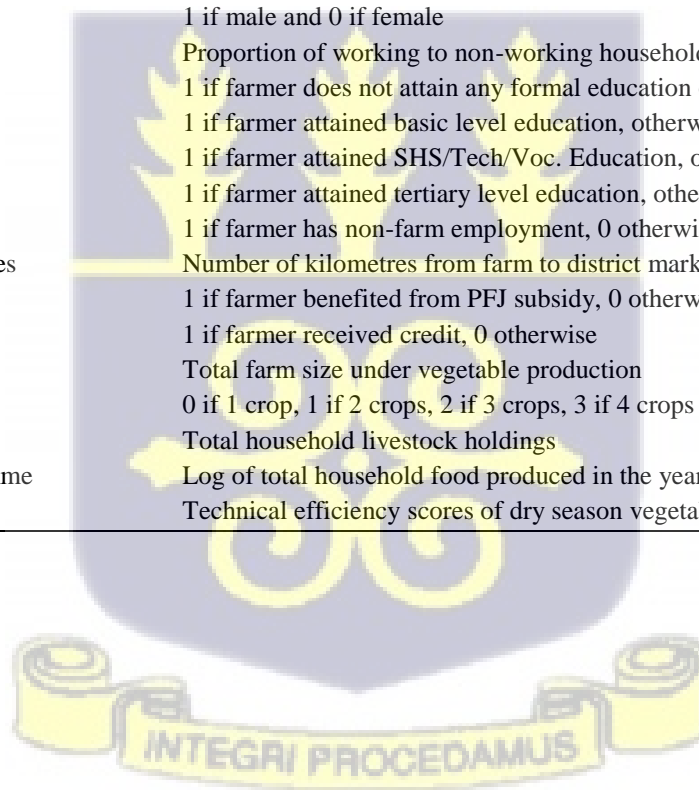 1 if male and 0 if female
Proportion of working to non-working household
1 if farmer does not attain any formal education
1 if farmer attained basic level education, otherw
1 if farmer attained SHS/Tech/Voc. Education, o
1 if farmer attained tertiary level education, othe
1 if farmer has non-farm employment, 0 otherwi
es Number of kilometres from farm to district mark
1 if farmer benefited from PFJ subsidy, 0 otherw
1 if farmer received credit, 0 otherwise
Total farm size under vegetable production
0 if 1 crop, 1 if 2 crops, 2 if 3 crops, 3 if 4 crops
Total household livestock holdings
me Log of total household food produced in the year
Technical efficiency scores of dry season vegeta
INTEGRI PROCEDAMUS